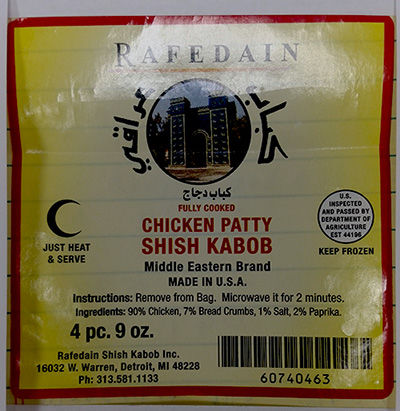 RAFEDAIN
كباب عراقي
كباب دجاج
FULLY COOKED
CHICKEN PATTY
SHISH KABOB
Middle Eastern Brand
MADE IN U.S.A.
JUST HEAT
& SERVE
U.S.
INSPECTED
AND PASSED BY
DEPARTMENT OF
AGRICULTURE
EST 44196
KEEP FROZEN
Instructions: Remove from Bag. Microwave it for 2 minutes.
Ingredients: 90% Chicken, 7% Bread Crumbs, 1% Salt, 2% Paprika.
4 pc. 9 oz.
Rafedain Shish Kabob Inc.
16032 W. Warren, Detroit, MI 48228
Ph: 313.581.1133
60740463